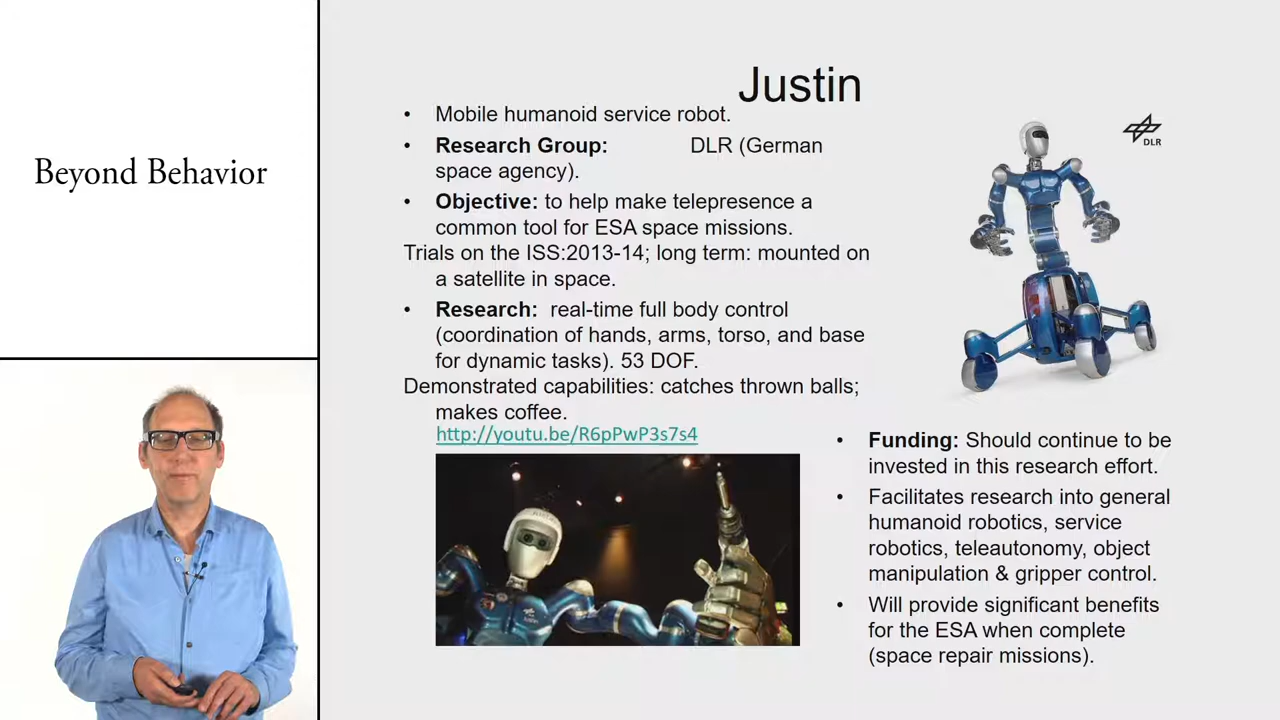 Beyond Behavior
Justin
• Mobile humanoid service robot.
• Research Group: DLR (German
space agency).
• Objective: to help make telepresence a
common tool for ESA space missions.
Trials on the ISS:2013-14; long term: mounted on
a satellite in space.
• Research: real-time full body control
(coordination of hands, arms, torso, and base
for dynamic tasks). 53 DOF.
Demonstrated capabilities: catches thrown balls;
makes coffee.
http://youtu.be/R6pPwP3s7s4
DLR
• Funding: Should continue to be
invested in this research effort.
• Facilitates research into general
humanoid robotics, service
robotics, teleautonomy, object
manipulation & gripper control.
• Will provide significant benefits
for the ESA when complete
(space repair missions).